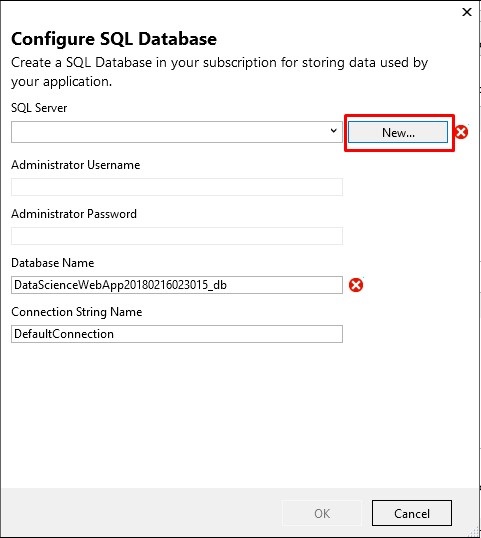 Configure SQL Database
Create a SQL Database in your subscription for storing data used by
your application.
SQL Server
New...
Administrator Username
Administrator Password
Database Name
DataScienceWebApp20180216023015_db
Connection String Name
DefaultConnection
OK
Cancel